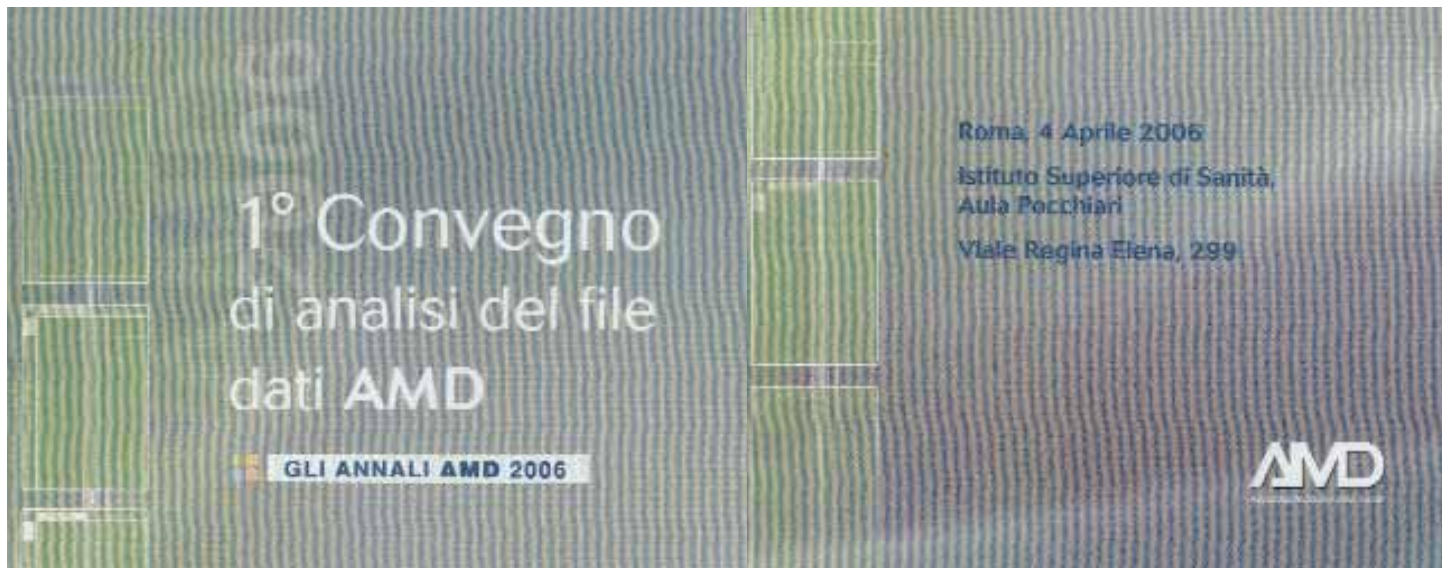 2006
1° Convegno
di analisi del file
dati AMD
GLI ANNALI AMD 2006
Roma, 4 Aprile 2006
Istituto Superiore di Sanità,
Aula Pocchiari
Viale Regina Elena, 299
AMD